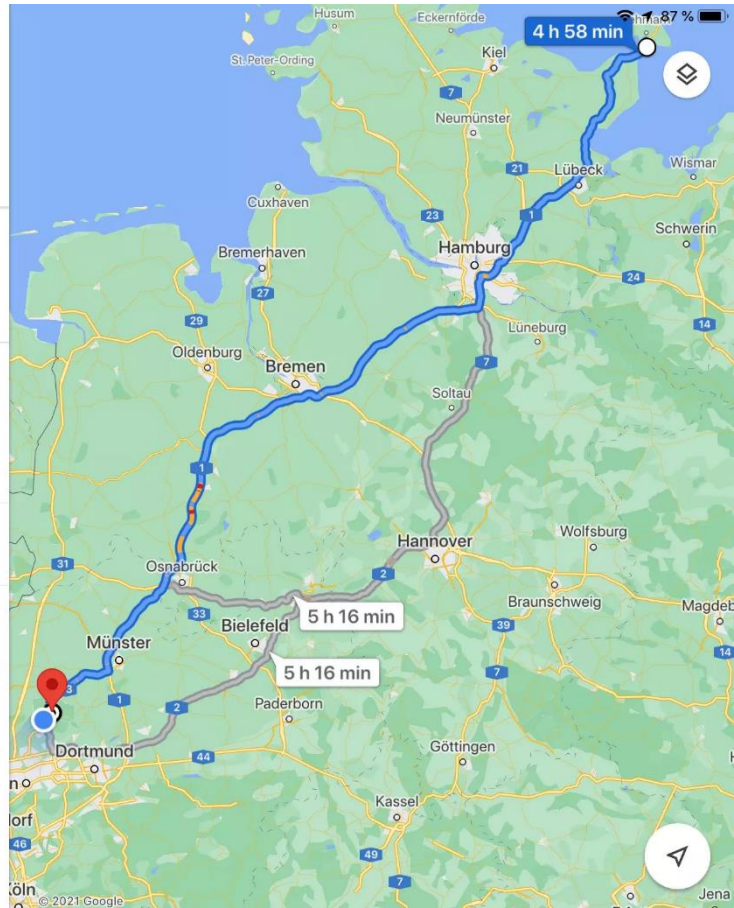 Husum
Eckernförde
87 %
4 h 58 min
Kiel
St. Peter-Ording
7
Neumünster
21
Lübeck
Wismar
Cuxhaven
1
23
Schwerin
Hamburg
Bremerhaven
24
27
29
14
Lüneburg
Oldenburg
Bremen
7
Soltau
1
Hannover
Wolfsburg
31
Osnabrück
2
33
Braunschweig
Magdeb
5 h 16 min
39
Bielefeld
Münster
14
5 h 16 min
7
1
2
Paderborn
Dortmund
44
Göttingen
n
Kassel
orf
46
49
7
Köln
© 2021 Google
Jena